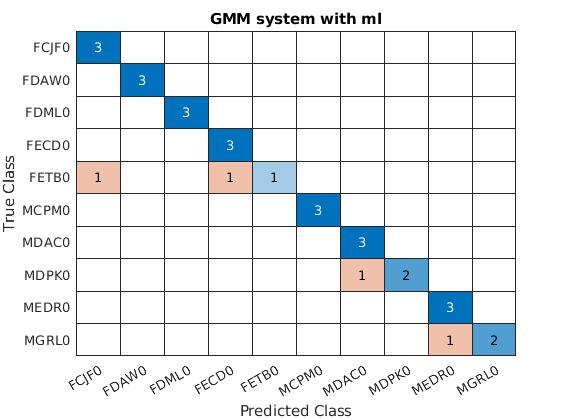 GMM system with ml
True Class
FCJF0 3
FDAW0 3
FDML0 3
FECD0 3
FETB0 1 1 1
MCPM0 3
MDAC0 3
MDPK0 1 2
MEDR0 3
MGRL0 1 2
FCJF0 FDAW0 FDML0 FECD0 FETB0 MCPM0 MDAC0 MDPK0 MEDR0 MGRL0
Predicted Class